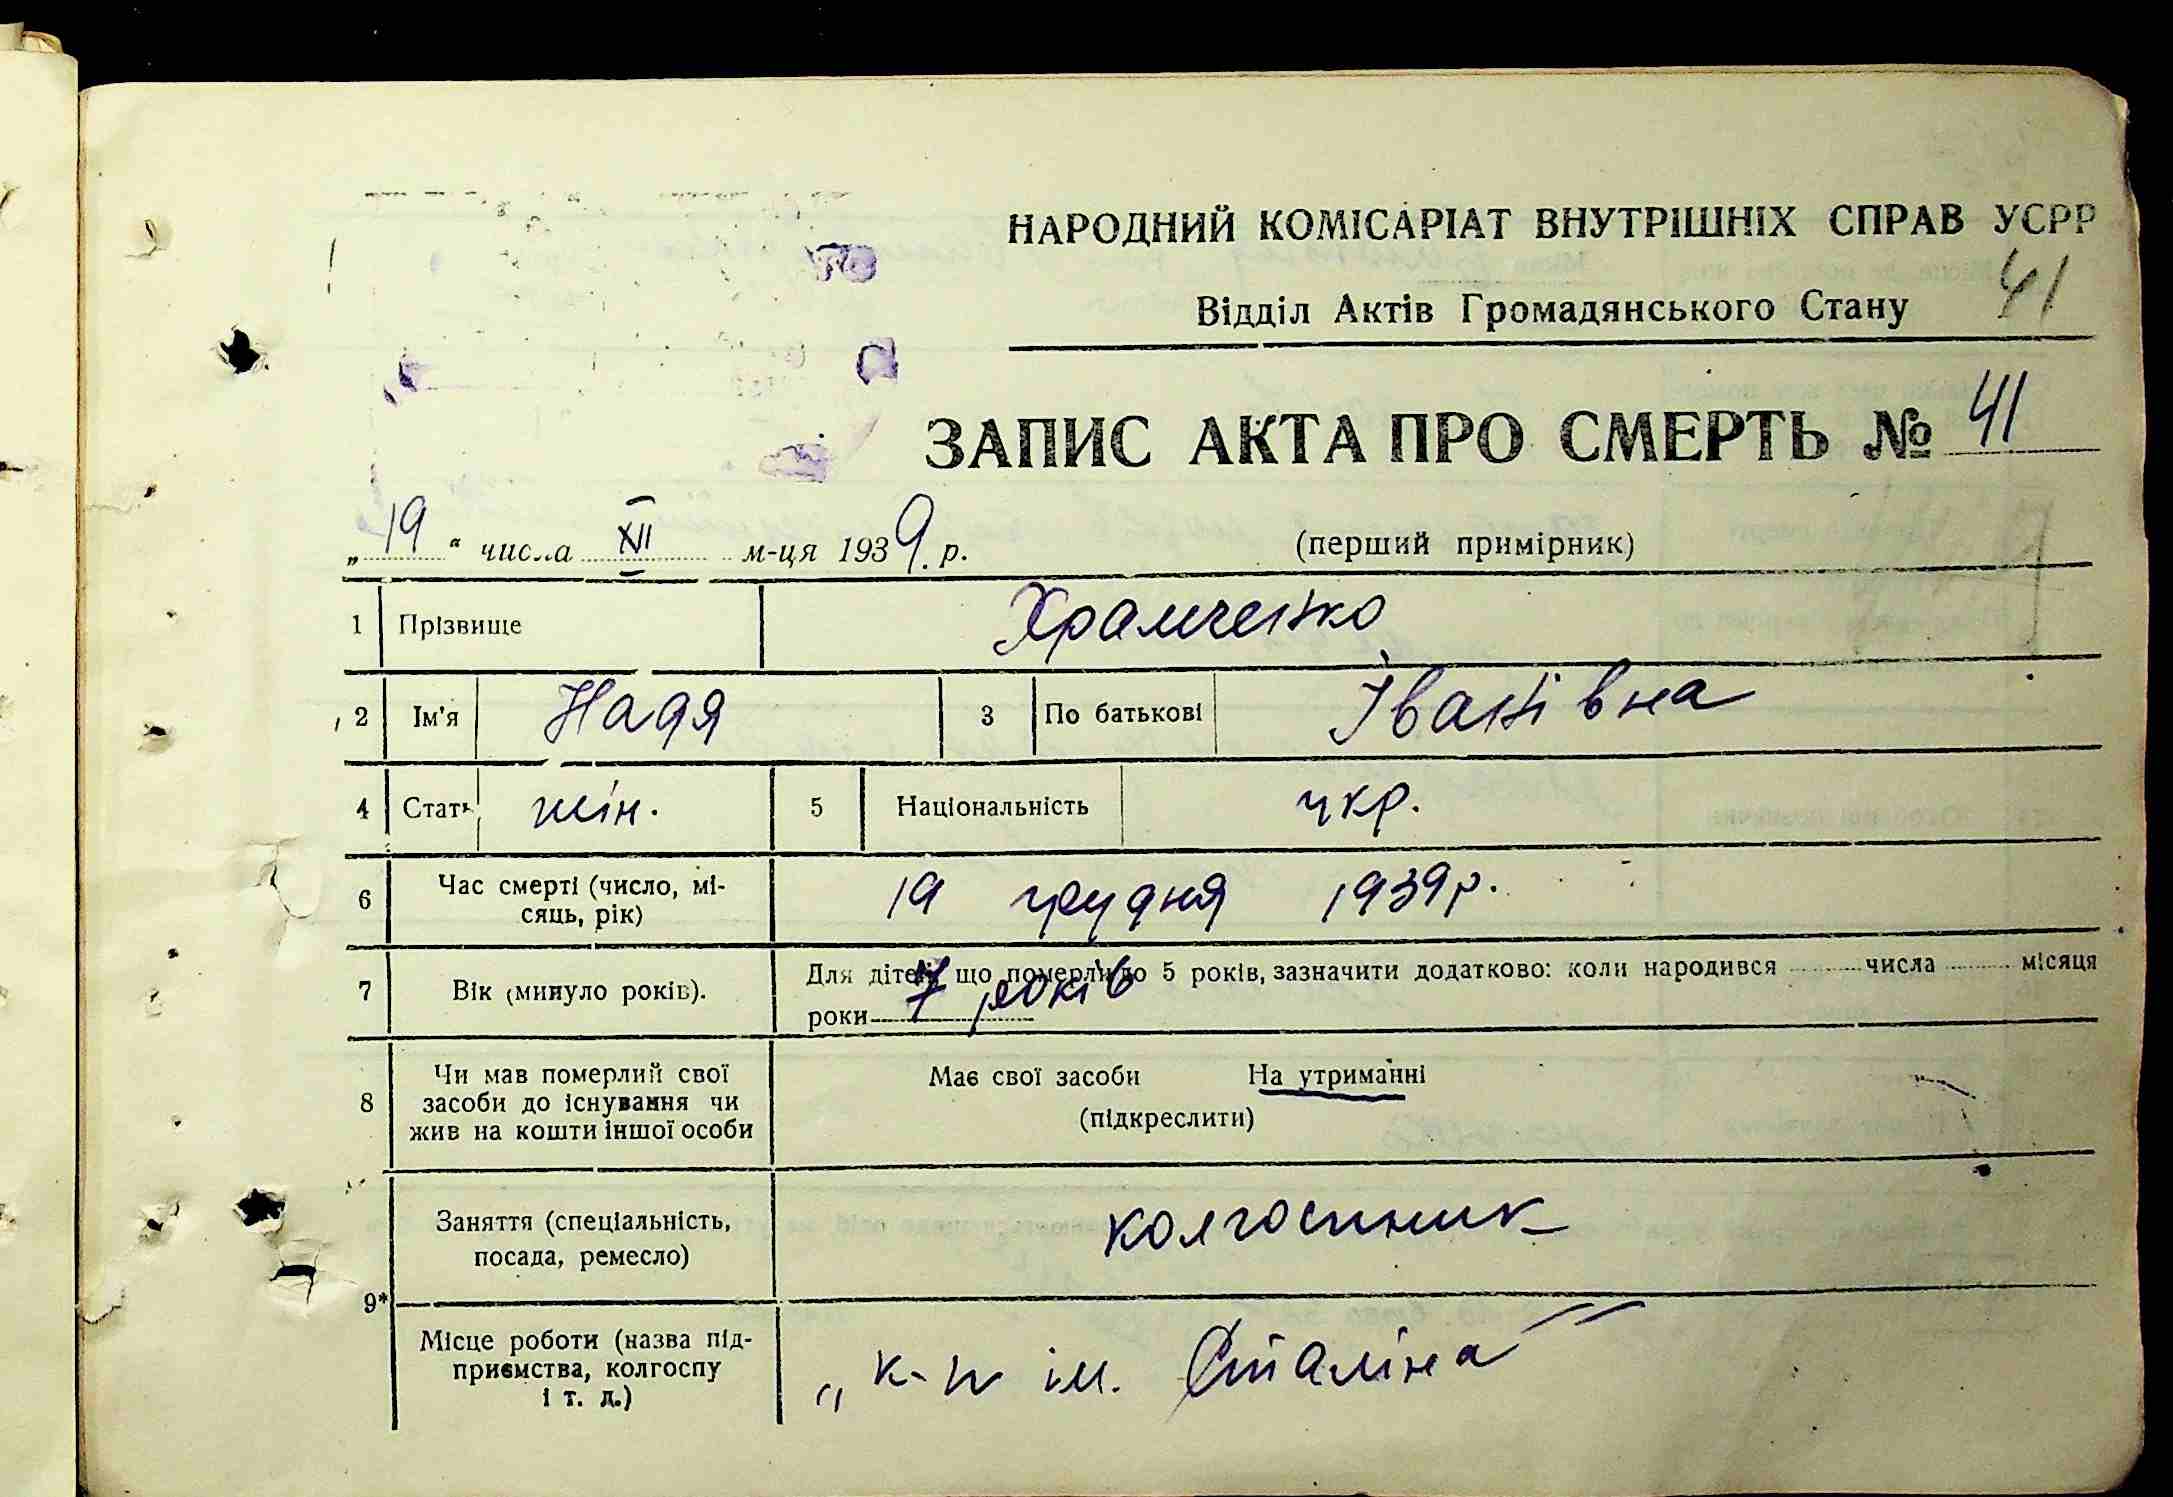 НАРОДНИЙ КОМІСАРІАТ ВНУТРІШНІХ СПРАВ УСРР
41
Відділ Актів Громадянського Стану
ЗАПИС АКТА ПРО СМЕРТЬ № 41
„19“ числа XII м-ця 1939 р. (перший примірник)
1 Прізвище Храмченко
2 Ім'я Надя 3 По батькові Іванівна
4 Стать жін. 5 Національність укр.
6 Час смерті (число, мі-
сяць, рік) 19 грудня 1939 р.
7 Вік (минуло років). Для дітей що померли до 5 років, зазначити додатково: коли народився числа місяця
роки 7 років
8 Чи мав померлий свої
засоби до існування чи
жив на кошти іншої особи
Має свої засоби На утриманні
(підкреслити)
9* Заняття (спеціальність,
посада, ремесло) колгоспник
Місце роботи (назва під-
приємства, колгоспу
і т. д.) „к-п ім. Сталіна"